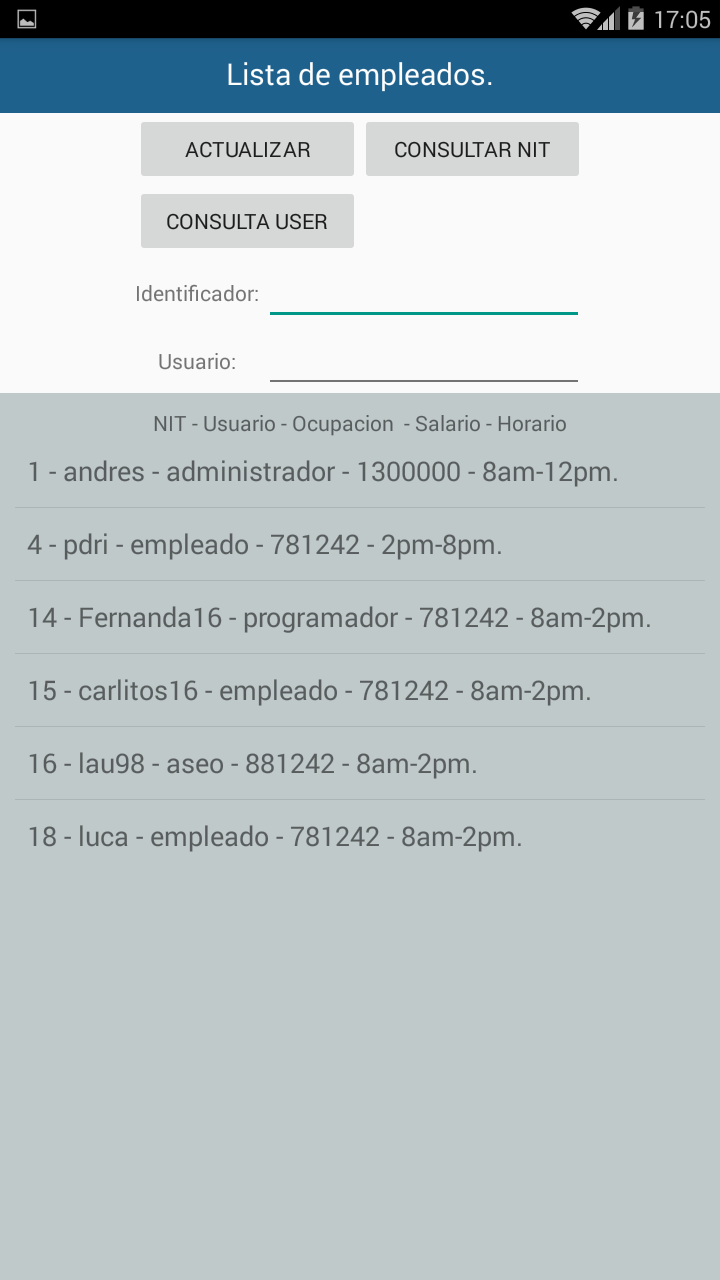 17:05
Lista de empleados.
ACTUALIZAR CONSULTAR NIT
CONSULTA USER
Identificador:
Usuario:
NIT - Usuario - Ocupacion  - Salario - Horario
1 - andres - administrador - 1300000 - 8am-12pm.
4 - pdri - empleado - 781242 - 2pm-8pm.
14 - Fernanda16 - programador - 781242 - 8am-2pm.
15 - carlitos16 - empleado - 781242 - 8am-2pm.
16 - lau98 - aseo - 881242 - 8am-2pm.
18 - luca - empleado - 781242 - 8am-2pm.